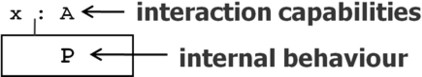 x : A interaction capabilities
P internal behaviour